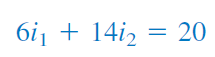 6i₁ + 14i₂ = 20